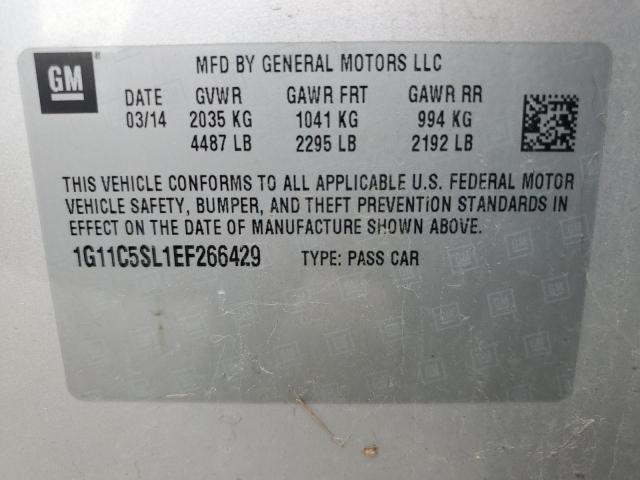 GM
MFD BY GENERAL MOTORS LLC
DATE GVWR GAWR FRT GAWR RR
03/14 2035 KG 1041 KG 994 KG
4487 LB 2295 LB 2192 LB
THIS VEHICLE CONFORMS TO ALL APPLICABLE U.S. FEDERAL MOTOR
VEHICLE SAFETY, BUMPER, AND THEFT PREVENTION STANDARDS IN
EFFECT ON THE DATE OF MANUFACTURE SHOWN ABOVE.
1G11C5SL1EF266429 TYPE: PASS CAR